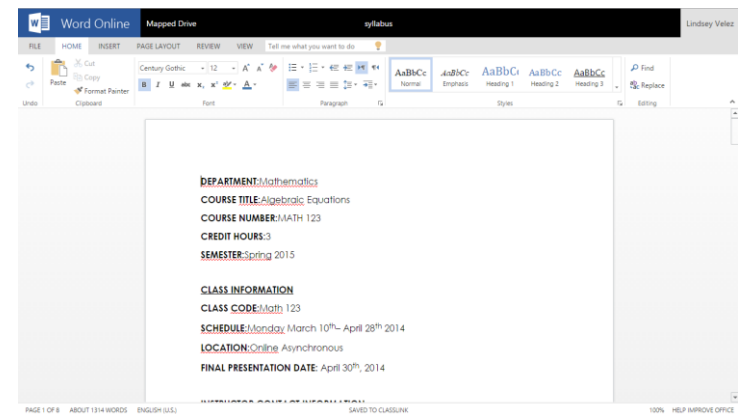 Word Online Mapped Drive syllabus Lindsey Velez
FILE HOME INSERT PAGE LAYOUT REVIEW VIEW Tell me what you want to do
Cut
Copy
Paste
Format Painter
Century Gothic 12
B I U abc
AaBbCc AaBbCc AaBbC AaBbCc AaBbCc
Normal Emphasis Heading 1 Heading 2 Heading 3
Find
Replace
Undo Clipboard Font Paragraph Styles Editing
DEPARTMENT:Mathematics
COURSE TITLE:Algebraic Equations
COURSE NUMBER:MATH 123
CREDIT HOURS:3
SEMESTER:Spring 2015
CLASS INFORMATION
CLASS CODE:Math 123
SCHEDULE:Monday March 10th– April 28th 2014
LOCATION:Online Asynchronous
FINAL PRESENTATION DATE: April 30th, 2014
INSTRUCTOR CONTACT INFORMATION
PAGE 1 OF 8 ABOUT 1314 WORDS ENGLISH (U.S.) SAVED TO CLASSLINK 100% HELP IMPROVE OFFICE